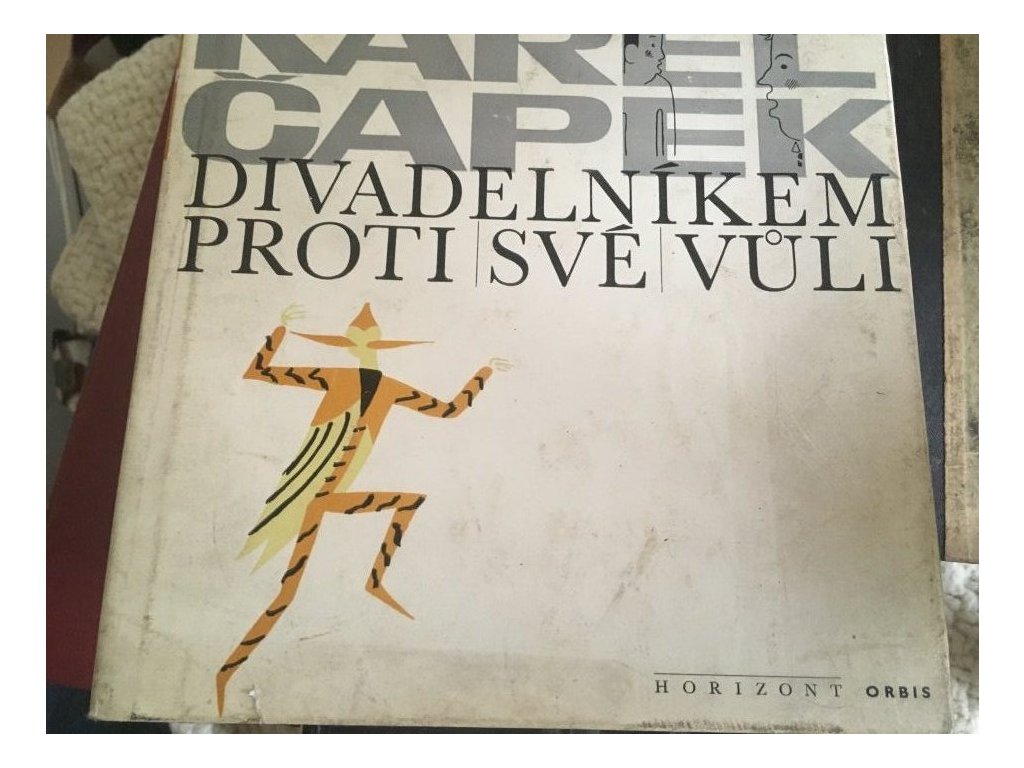 KAREL
ČAPEK
DIVADELNÍKEM
PROTI SVÉ VŮLI
HORIZONT ORBIS